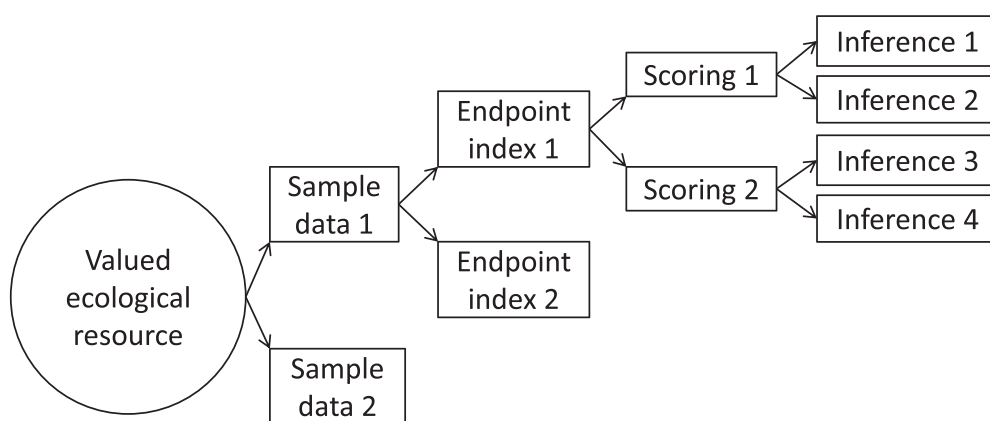 Valued
ecological
resource
Sample
data 1
Sample
data 2
Endpoint
index 1
Endpoint
index 2
Scoring 1
Scoring 2
Inference 1
Inference 2
Inference 3
Inference 4